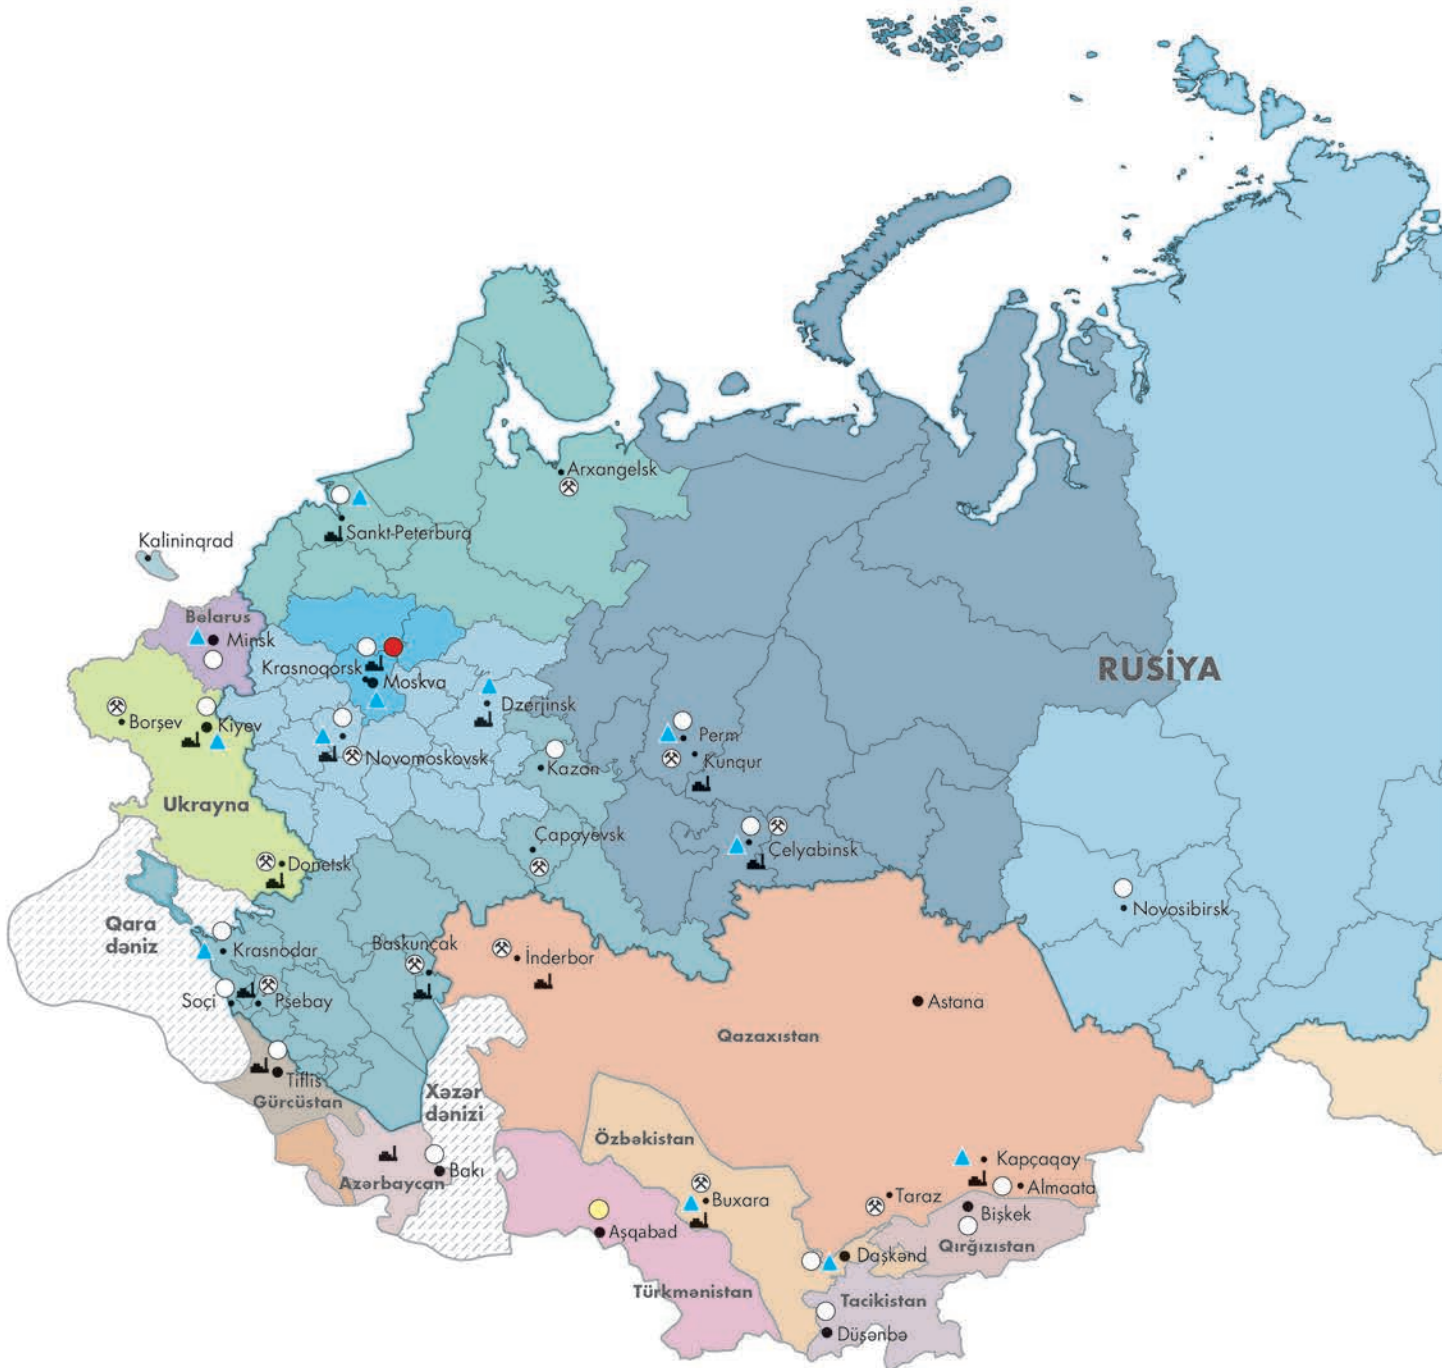 Arxangelsk
Sankt-Peterburq
Kalininqrad
Belarus
Minsk
Krasnoqorsk
Moskva
RUSİYA
Dzerjinsk
Borşev
Kiyev
Perm
Kunqur
Novomoskovsk
Kazan
Ukrayna
Çapayevsk
Çelyabinsk
Donetsk
Novosibirsk
Qara
dəniz
Krasnodar
Baskunçak
İnderbor
Soçi
Psebay
Astana
Qazaxıstan
Tiflis
Gürcüstan
Xəzər
dənizi
Özbəkistan
Kapçaqay
Bakı
Azərbaycan
Almaata
Taraz
Buxara
Bişkek
Aşqabad
Qırğızıstan
Daşkənd
Türkmənistan
Tacikistan
Düşənbə